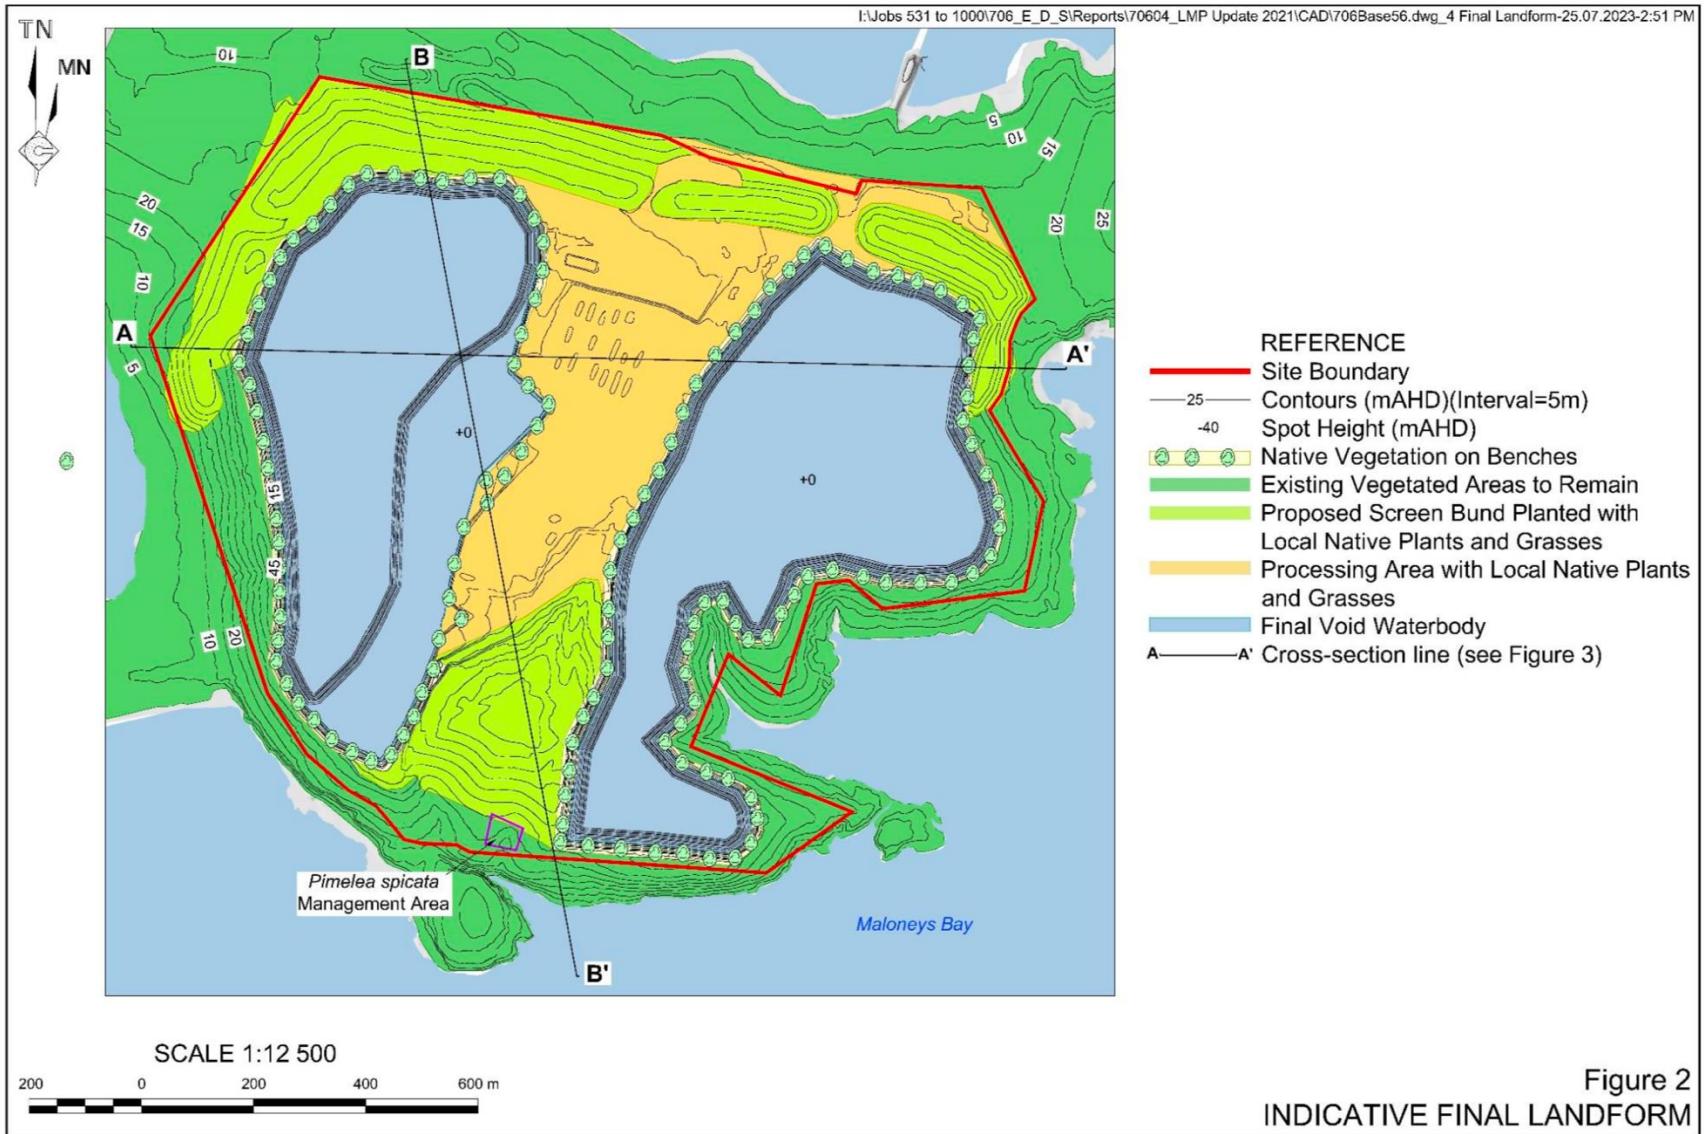 I:\Jobs 531 to 1000\706_E_D_S\Reports\70604_LMP Update 2021\CAD\706Base56.dwg_4 Final Landform-25.07.2023-2:51 PM
TN
MN
B
10
5
10
15
20
25
20
15
10
A
5
A'
+0
+0
15
45
10
20
Pimelea spicata
Management Area
Maloneys Bay
B'
REFERENCE
Site Boundary
25 Contours (mAHD)(Interval=5m)
-40 Spot Height (mAHD)
Native Vegetation on Benches
Existing Vegetated Areas to Remain
Proposed Screen Bund Planted with
Local Native Plants and Grasses
Processing Area with Local Native Plants
and Grasses
Final Void Waterbody
A A' Cross-section line (see Figure 3)
SCALE 1:12 500
200 0 200 400 600 m
Figure 2
INDICATIVE FINAL LANDFORM